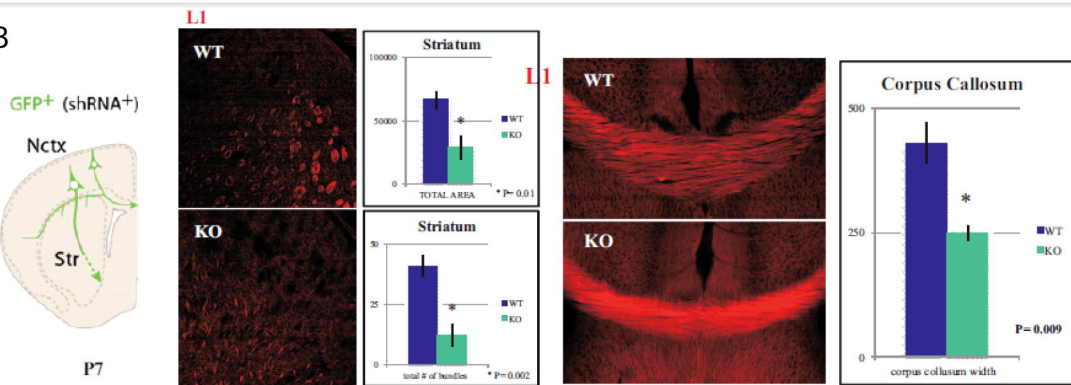 B
GFP+ (shRNA+)
Nctx
Str
P7
L1
WT
KO
Striatum
100000
50000
0
*
WT
KO
TOTAL AREA
* P= 0.01
Striatum
50
25
0
*
WT
KO
total # of bundles
* P=0.002
L1
WT
KO
Corpus Callosum
500
250
0
*
WT
KO
P= 0.009
corpus collusum width